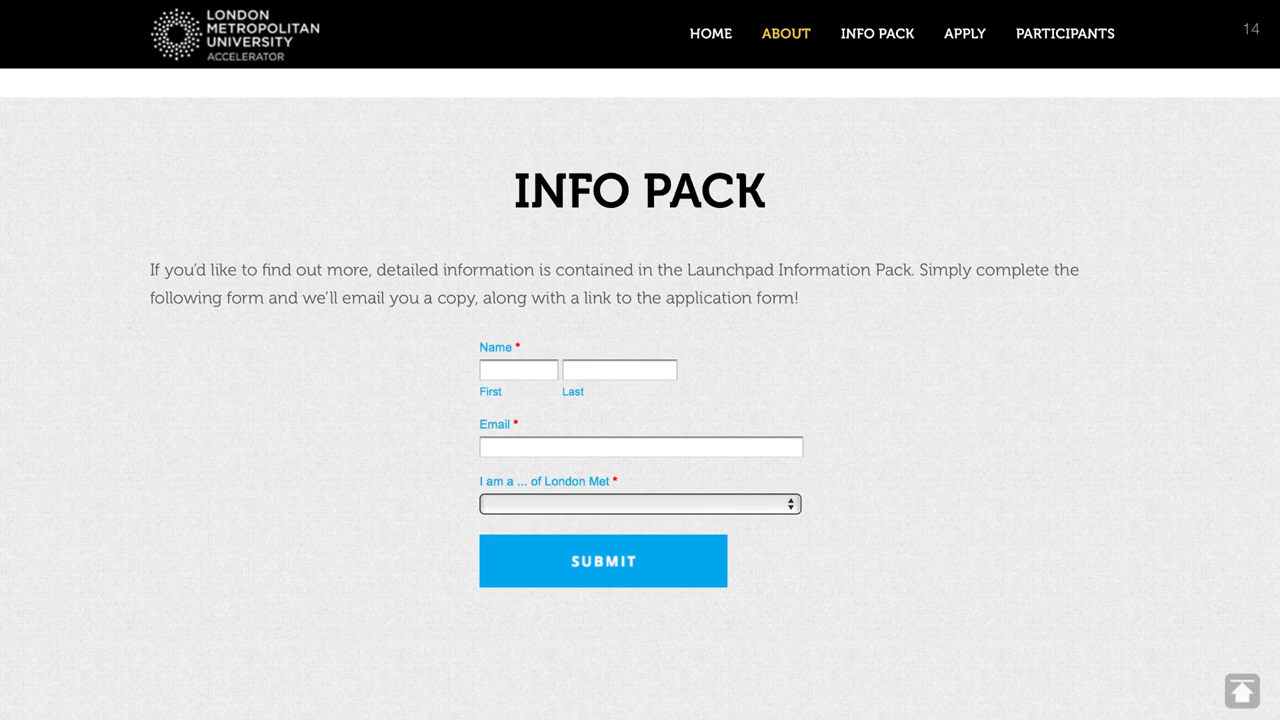 LONDON
METROPOLITAN
UNIVERSITY
ACCELERATOR
HOME ABOUT INFO PACK APPLY PARTICIPANTS
14
INFO PACK
If you'd like to find out more, detailed information is contained in the Launchpad Information Pack. Simply complete the
following form and we'll email you a copy, along with a link to the application form!
Name *
First Last
Email *
I am a ... of London Met *
SUBMIT